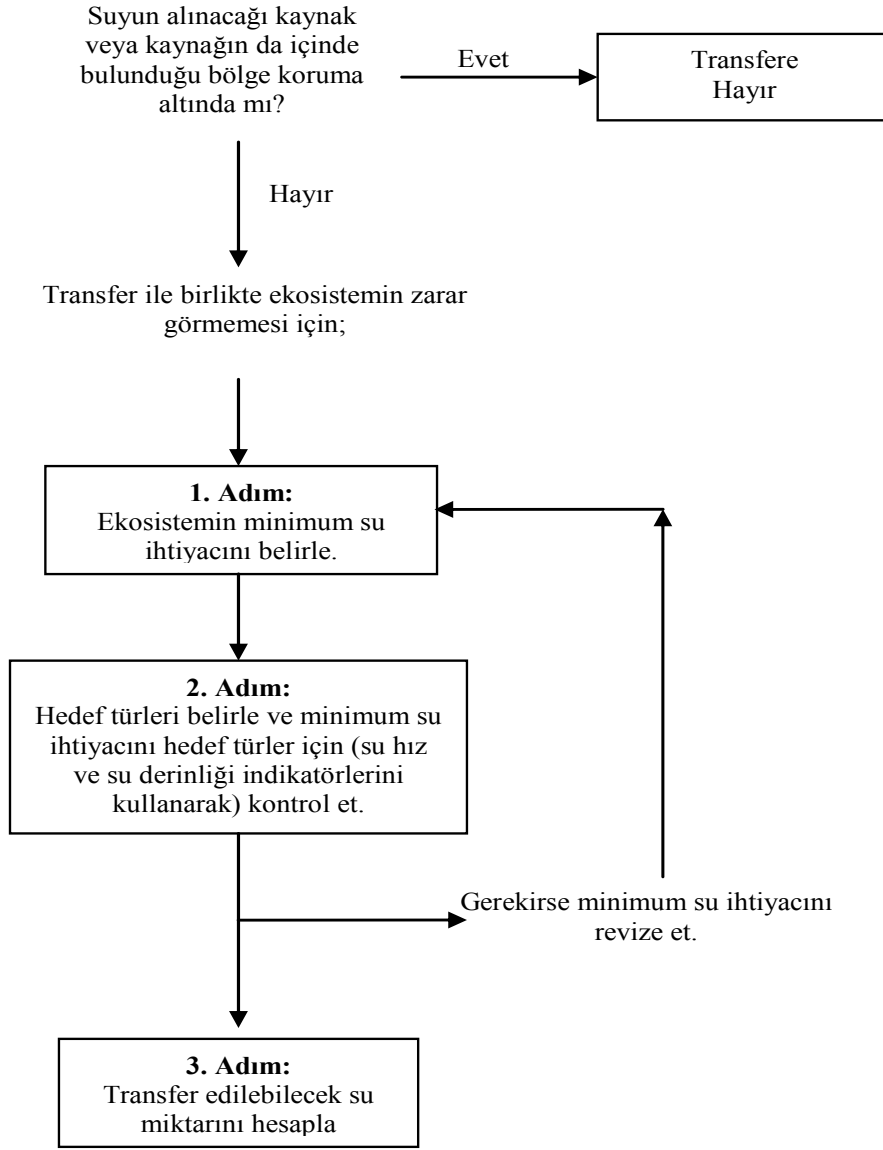 Suyun alınacağı kaynak
veya kaynağın da içinde
bulunduğu bölge koruma
altında mı?
Evet
Transfere
Hayır
Hayır
Transfer ile birlikte ekosistemin zarar
görmemesi için;
1. Adım:
Ekosistemin minimum su
ihtiyacını belirle.
2. Adım:
Hedef türleri belirle ve minimum su
ihtiyacını hedef türler için (su hız
ve su derinliği indikatörlerini
kullanarak) kontrol et.
Gerekirse minimum su ihtiyacını
revize et.
3. Adım:
Transfer edilebilecek su
miktarını hesapla